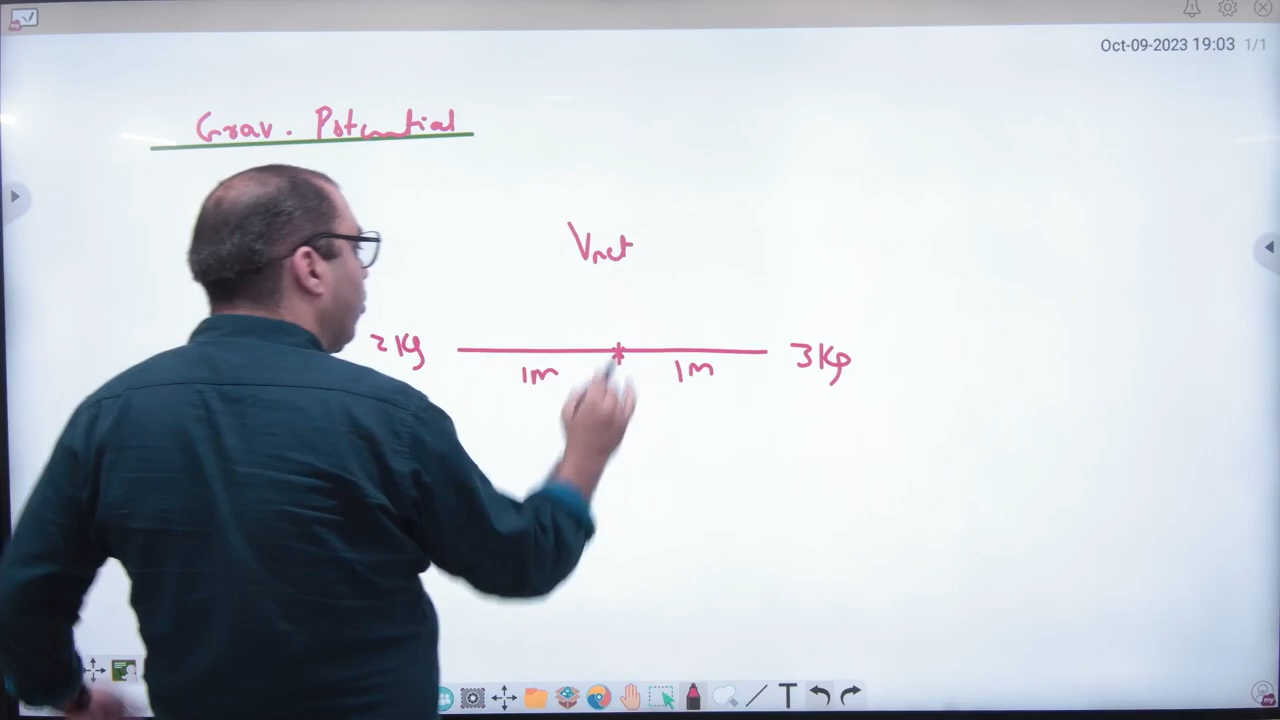 Oct-09-2023 19:03 1/1
Grav. Potential
Vnet
2 Kg 3 Kg
1m 1m
T